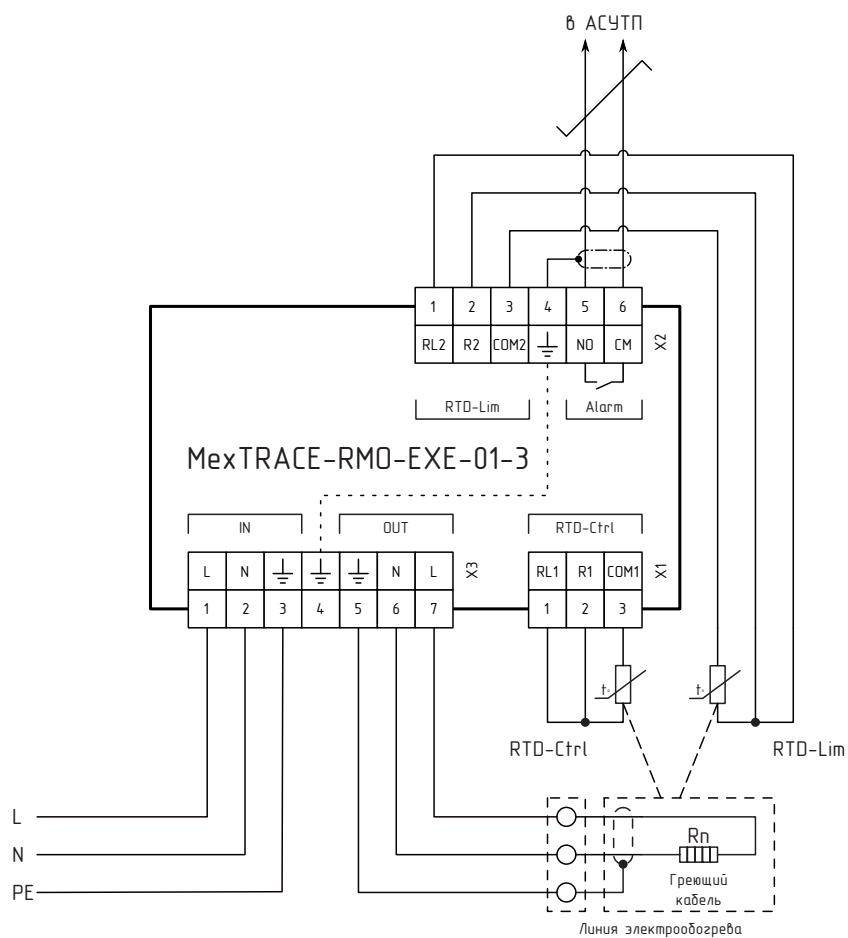 в АСУТП
1 2 3 4 5 6
RL2 R2 COM2 NO CM
X2
RTD-Lim Alarm
MexTRACE-RMO-EXE-01-3
IN OUT RTD-Ctrl
L N N L
X3
RL1 R1 COM1
X1
1 2 3 4 5 6 7
1 2 3
t° t°
RTD-Ctrl RTD-Lim
L
N
PE
Rn
Греющий
кабель
Линия электрообогрева